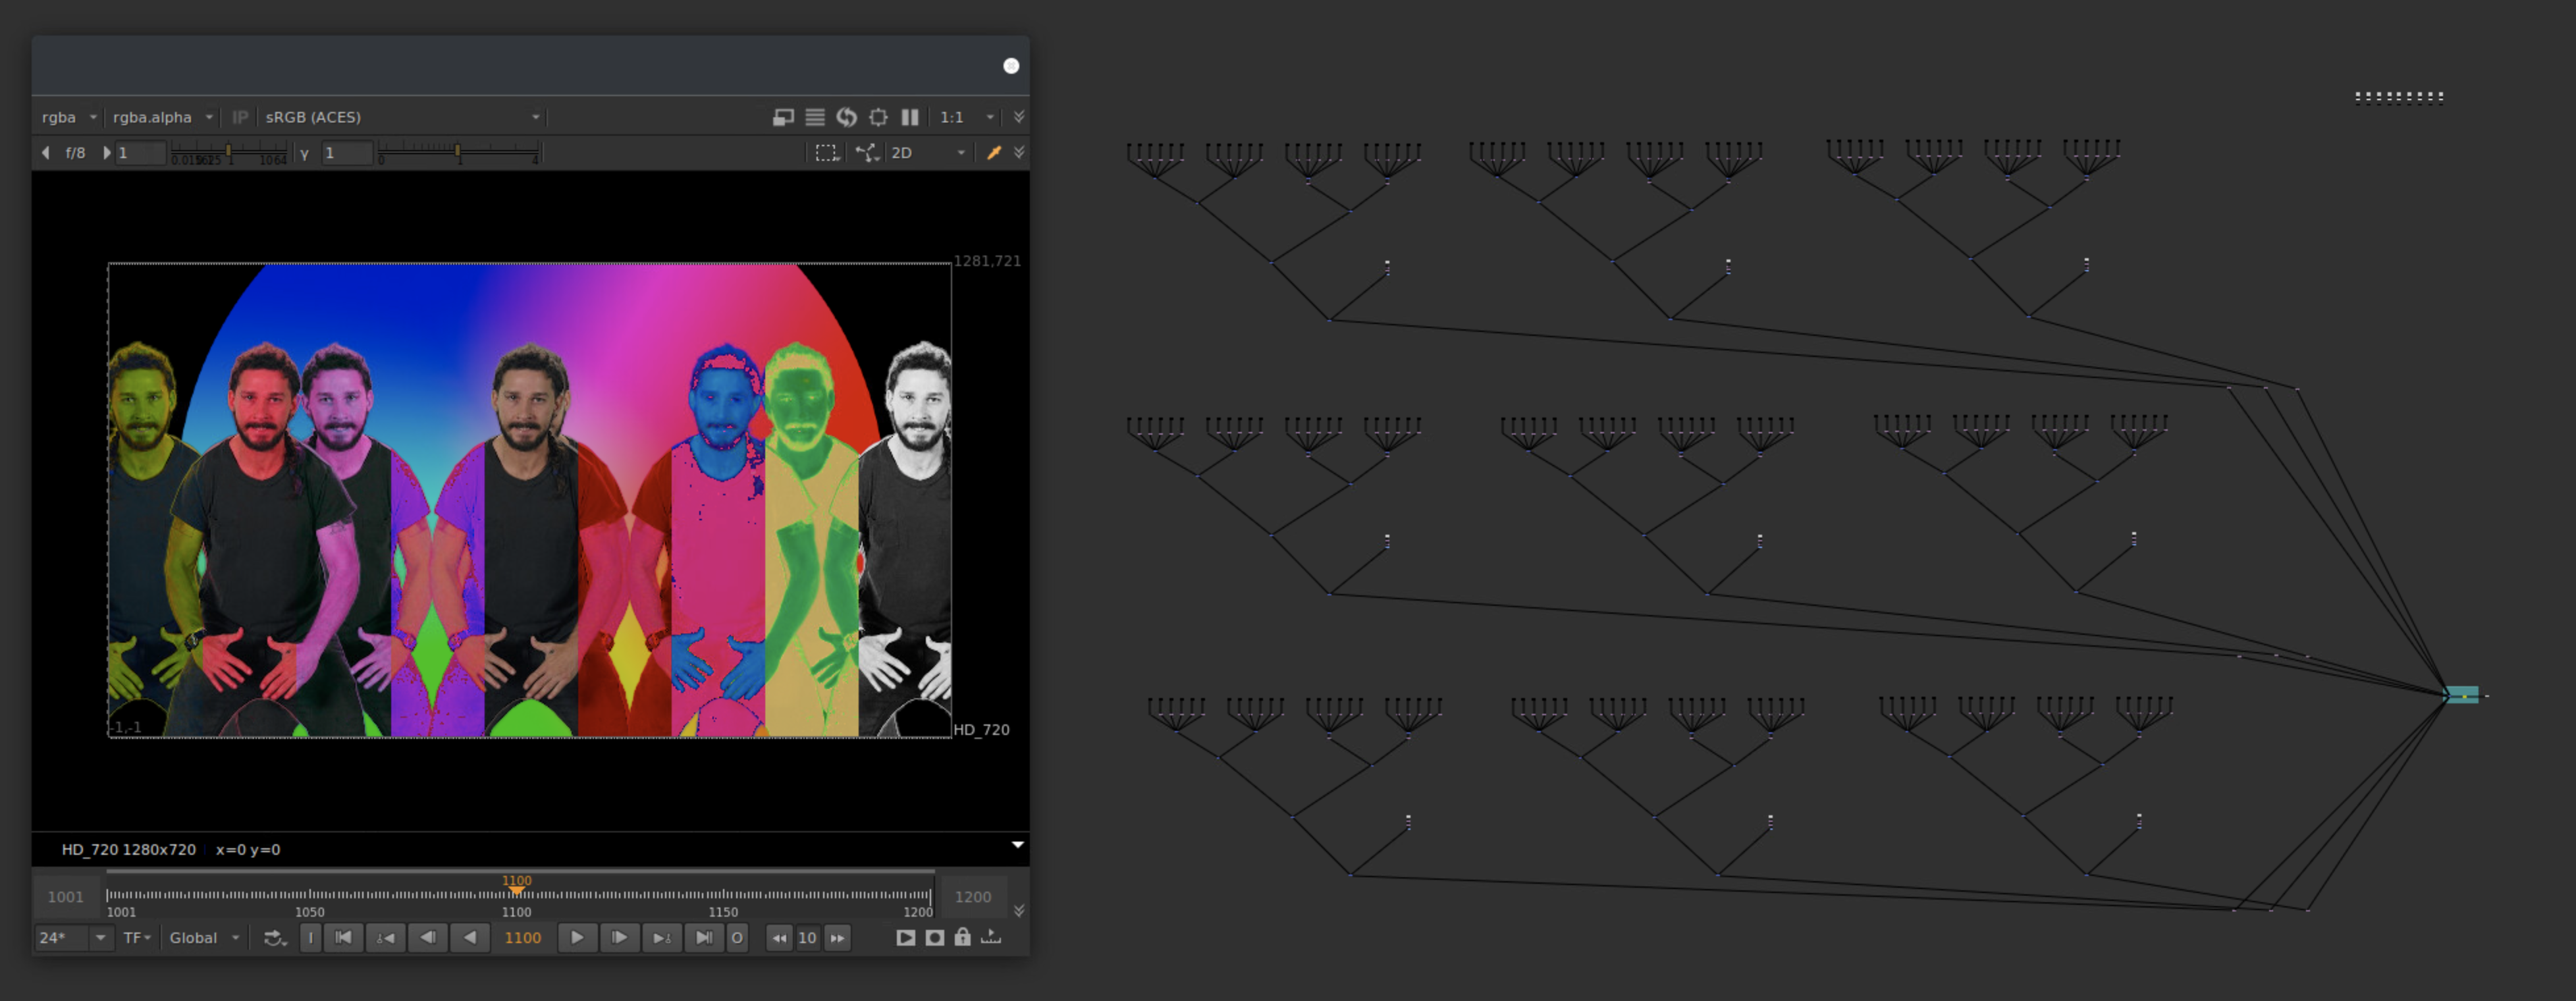 rgba rgba.alpha IP sRGB (ACES) 1:1
f/8 1 1 10 64 γ 1 0 1 4 2D
1281,721
-1,-1 HD_720
HD_720 1280x720 x=0 y=0
1100
1001 1200
1001 1050 1100 1150 1200
24* TF Global I 1100 O 10